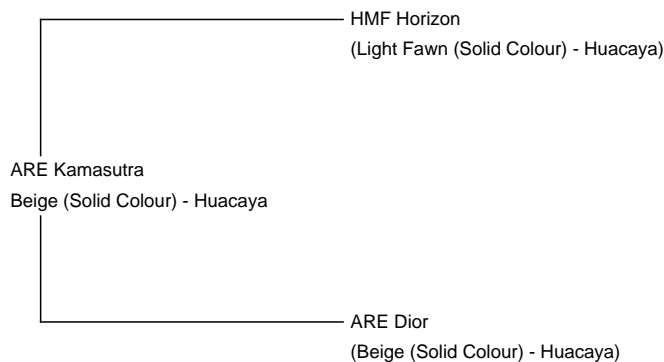 HMF Horizon
(Light Fawn (Solid Colour) - Huacaya)
ARE Kamasutra
Beige (Solid Colour) - Huacaya
ARE Dior
(Beige (Solid Colour) - Huacaya)